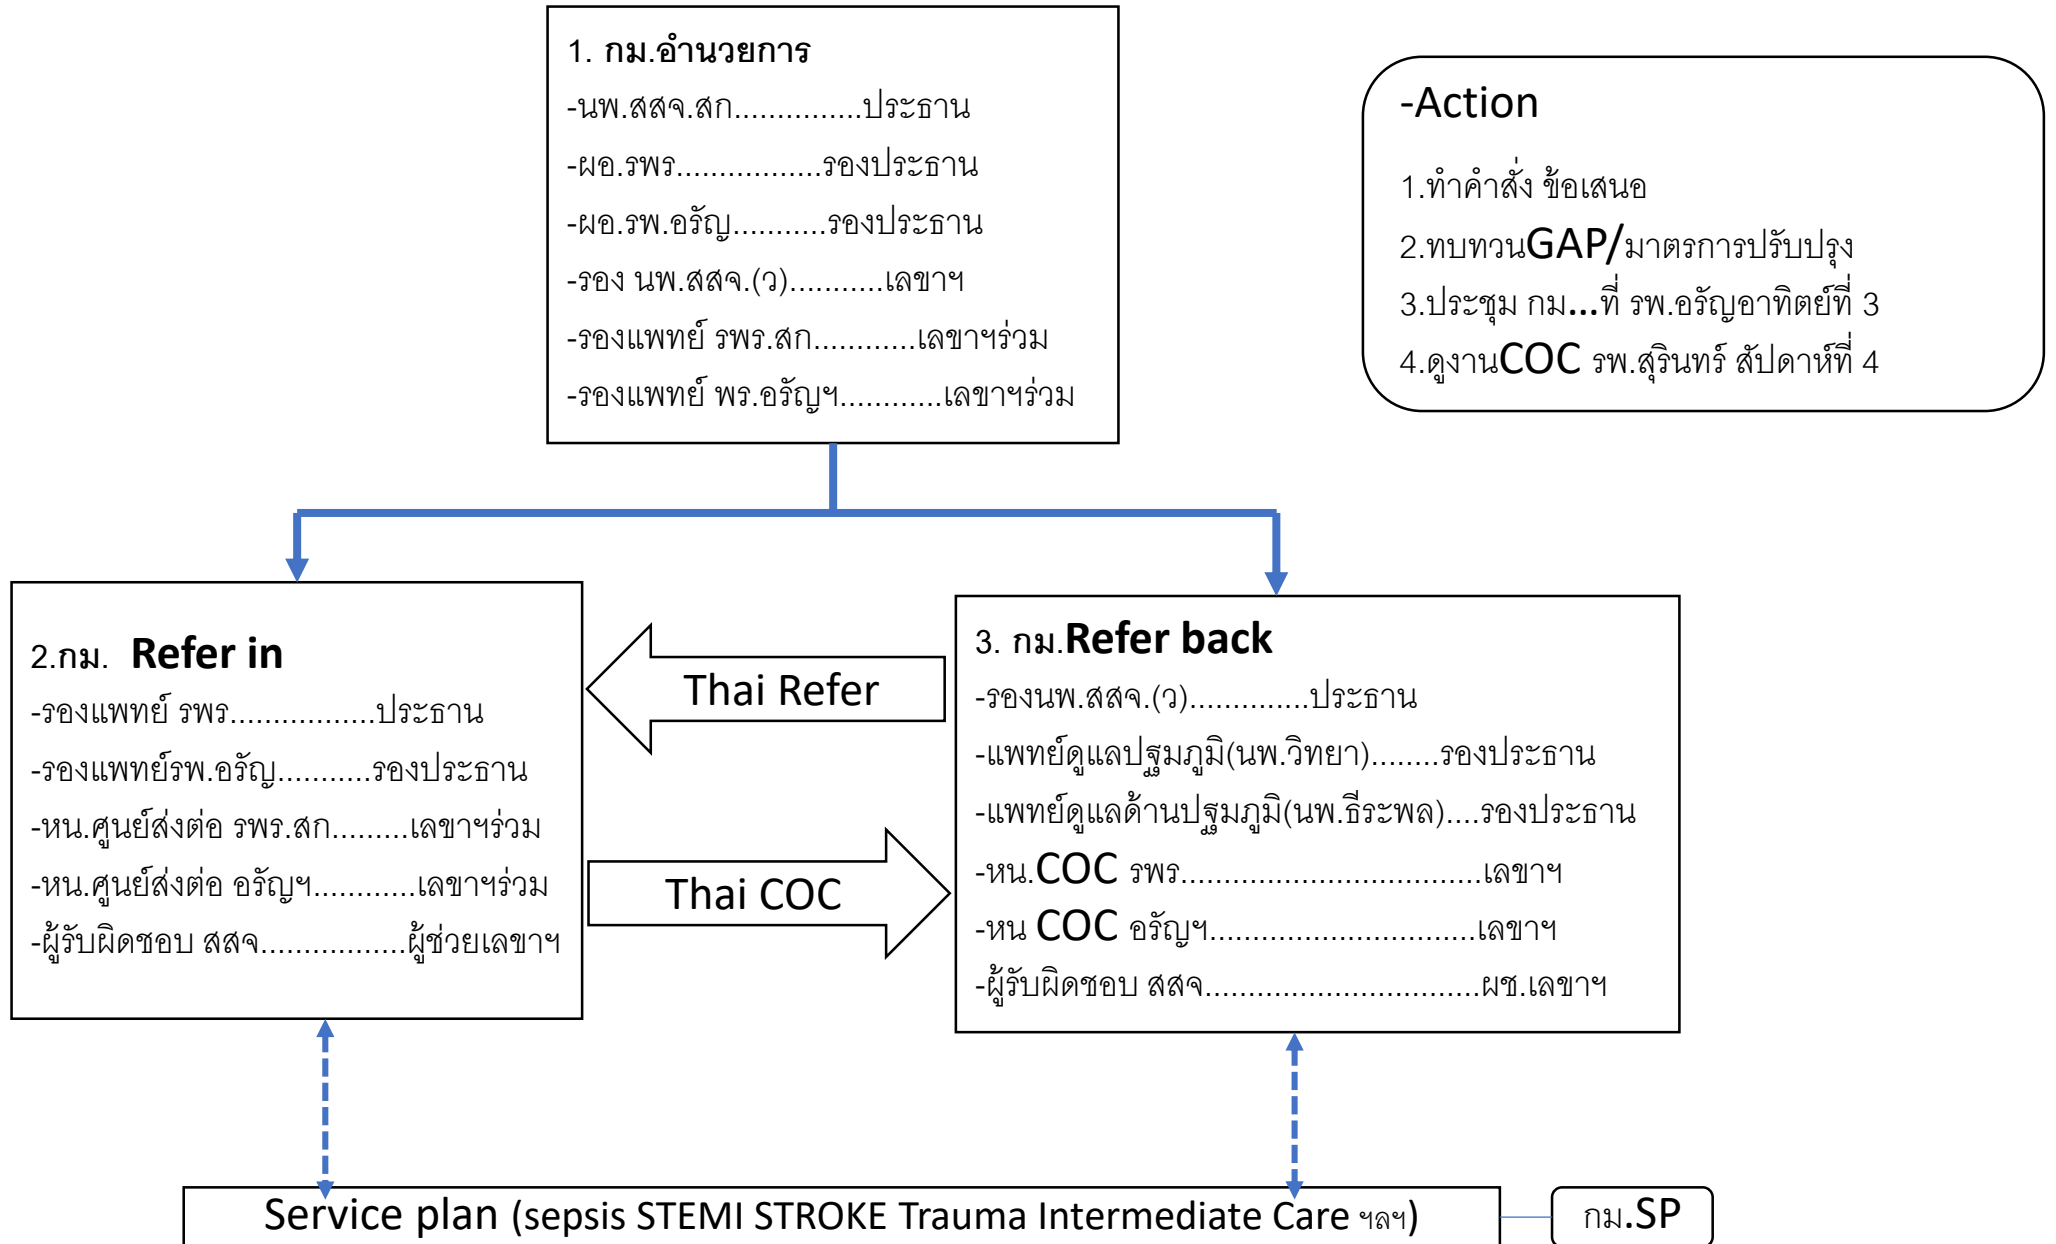 1. กม.อำนวยการ
-นพ.สสจ.สก...............ประธาน
-ผอ.รพร.................รองประธาน
-ผอ.รพ.อรัญ...........รองประธาน
-รอง นพ.สสจ.(ว)...........เลขาฯ
-รองแพทย์ รพร.สก............เลขาฯร่วม
-รองแพทย์ พร.อรัญฯ............เลขาฯร่วม
-Action
1.ทำคำสั่ง ข้อเสนอ
2.ทบทวนGAP/มาตรการปรับปรุง
3.ประชุม กม...ที่ รพ.อรัญอาทิตย์ที่ 3
4.ดูงานCOC รพ.สุรินทร์ สัปดาห์ที่ 4
2.กม. Refer in
-รองแพทย์ รพร.................ประธาน
-รองแพทย์รพ.อรัญ...........รองประธาน
-หน.ศูนย์ส่งต่อ รพร.สก.........เลขาฯร่วม
-หน.ศูนย์ส่งต่อ อรัญฯ............เลขาฯร่วม
-ผู้รับผิดชอบ สสจ.................ผู้ช่วยเลขาฯ
Thai Refer
Thai COC
3. กม.Refer back
-รองนพ.สสจ.(ว)..............ประธาน
-แพทย์ดูแลปฐมภูมิ(นพ.วิทยา)........รองประธาน
-แพทย์ดูแลด้านปฐมภูมิ(นพ.ธีระพล)....รองประธาน
-หน.COC รพร...................................เลขาฯ
-หน COC อรัญฯ...............................เลขาฯ
-ผู้รับผิดชอบ สสจ................................ผช.เลขาฯ
Service plan (sepsis STEMI STROKE Trauma Intermediate Care ฯลฯ)
กม.SP